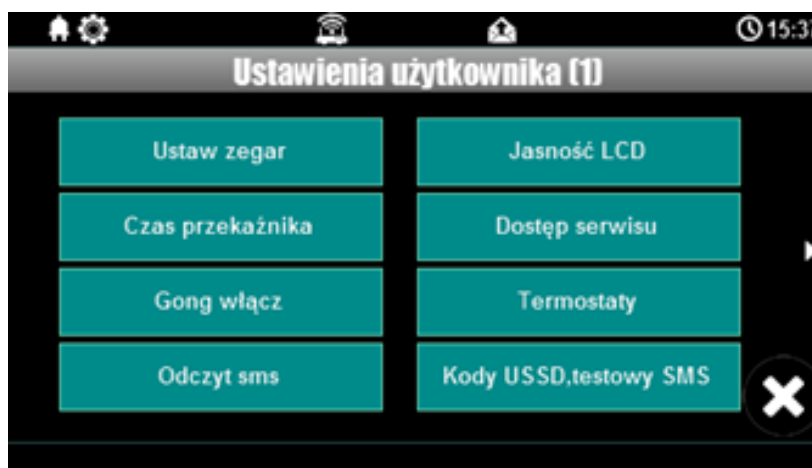 15:3
Ustawienia użytkownika (1)
Ustaw zegar
Jasność LCD
Czas przekaźnika
Dostęp serwisu
Gong włącz
Termostaty
Odczyt sms
Kody USSD,testowy SMS